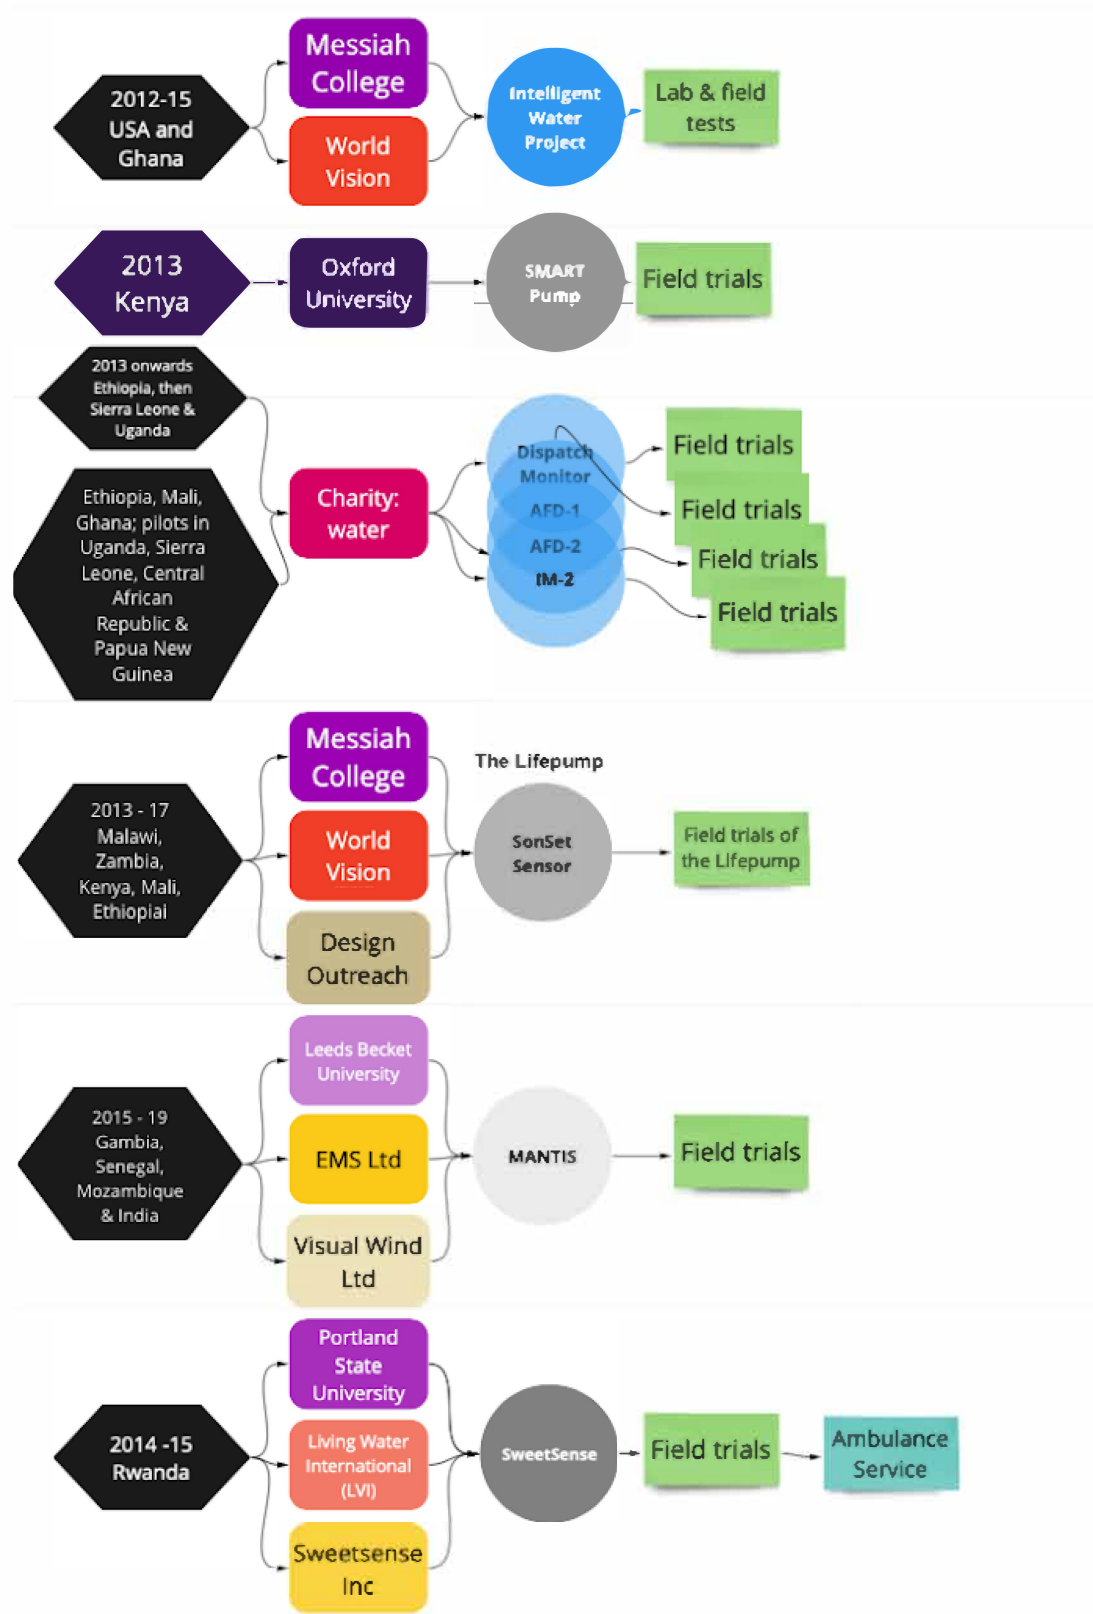 2012-15
USA and
Ghana
Messiah
College
World
Vision
Intelligent
Water
Project
Lab & field
tests
2013
Kenya
Oxford
University
SMART
Pump
Field trials
2013 onwards
Ethiopia, then
Sierra Leone &
Uganda
Ethiopia, Mali,
Ghana; pilots in
Uganda, Sierra
Leone, Central
African
Republic &
Papua New
Guinea
Charity:
water
Dispatch
Monitor
AFD-1
AFD-2
IM-2
Field trials
Field trials
Field trials
Field trials
2013 - 17
Malawi,
Zambia,
Kenya, Mali,
Ethiopiai
Messiah
College
World
Vision
Design
Outreach
The Lifepump
SonSet
Sensor
Field trials of
the Lifepump
2015 - 19
Gambia,
Senegal,
Mozambique
& India
Leeds Becket
University
EMS Ltd
Visual Wind
Ltd
MANTIS
Field trials
2014 -15
Rwanda
Portland
State
University
Living Water
International
(LVI)
Sweetsense
Inc
SweetSense
Field trials
Ambulance
Service